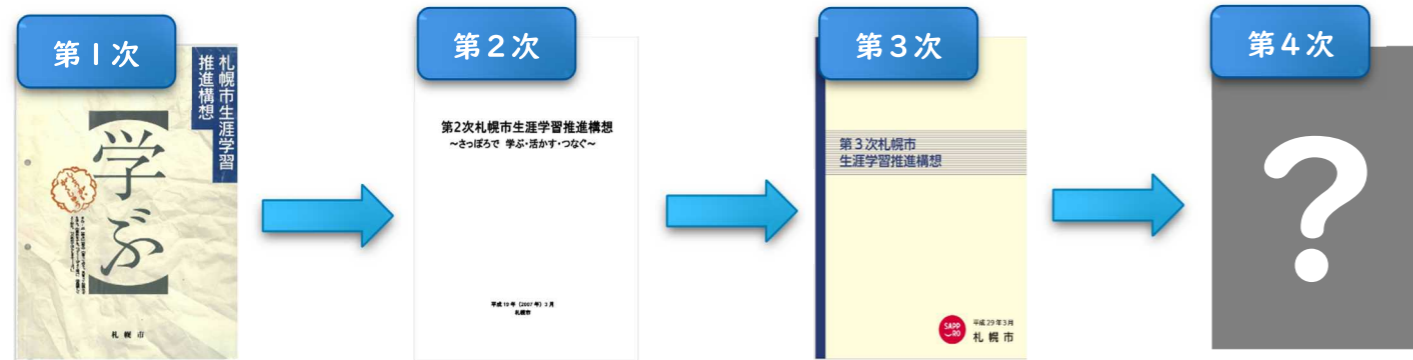 第1次
札幌市生涯学習
推進構想
【学ぶ】
札幌市
第2次
第2次札幌市生涯学習推進構想
～さっぽろで 学ぶ・活かす・つなぐ～
平成19年（2007年）3月
札幌市
第3次
第3次札幌市
生涯学習推進構想
SAPP
RO
平成29年3月
札幌市
第4次
?